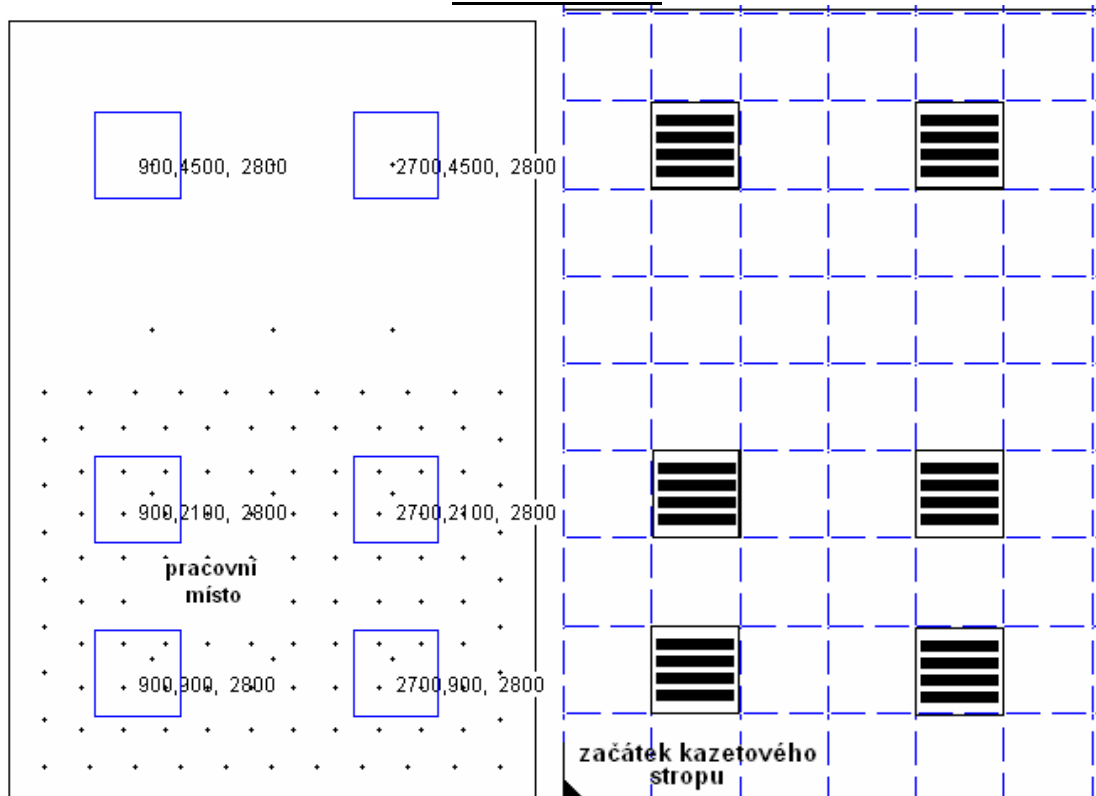 900,4500, 2800
2700,4500, 2800
900,2100, 2800
2700,2100, 2800
pracovní
místo
900,900, 2800
2700,900, 2800
začátek kazetového
stropu